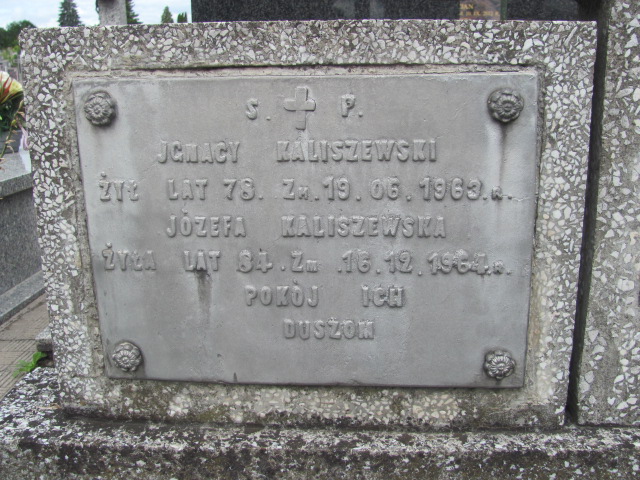 S. P.
JGNACY KALISZEWSKI
ŻYŁ LAT 78. Zm. 19.06.1963.R.
JÓZEFA KALISZEWSKA
ŻYŁA LAT 84. Zm 16.12.1964.R.
POKÓJ ICH
DUSZOM